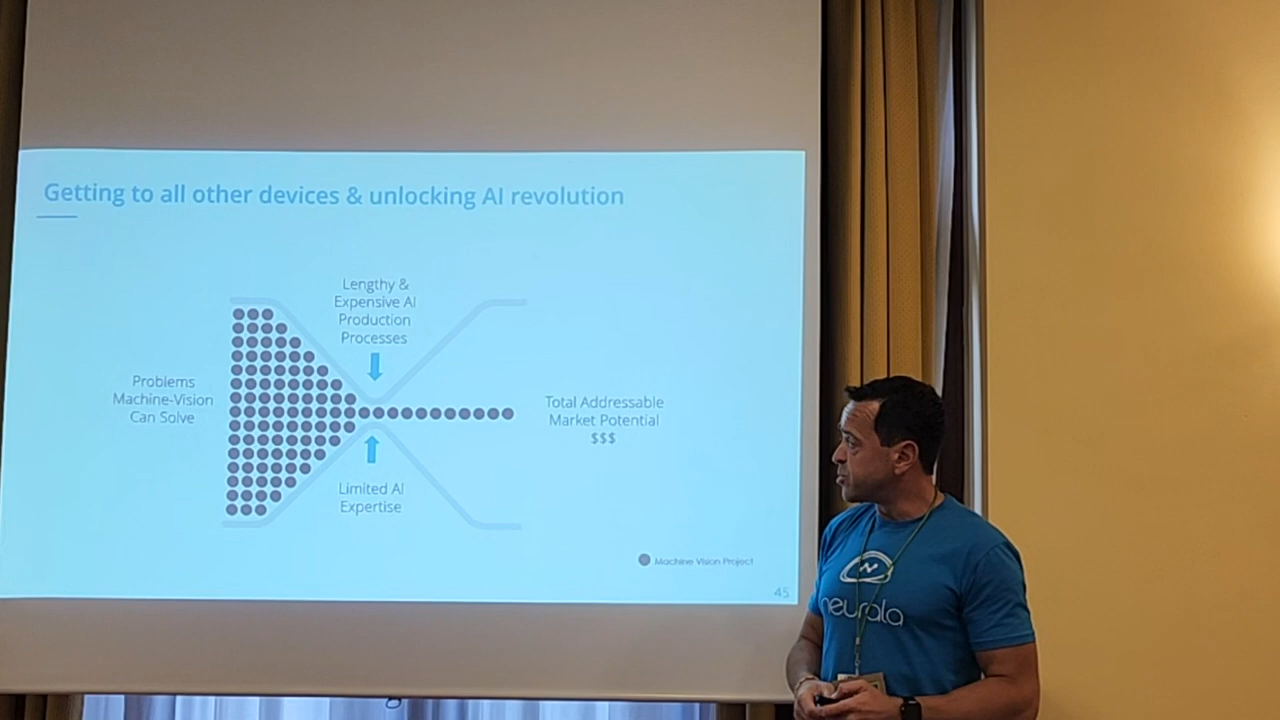 Getting to all other devices & unlocking AI revolution
Lengthy &
Expensive AI
Production
Processes
Problems
Machine-Vision
Can Solve
Total Addressable
Market Potential
$$$
Limited AI
Expertise
Machine Vision Project
45
neurala